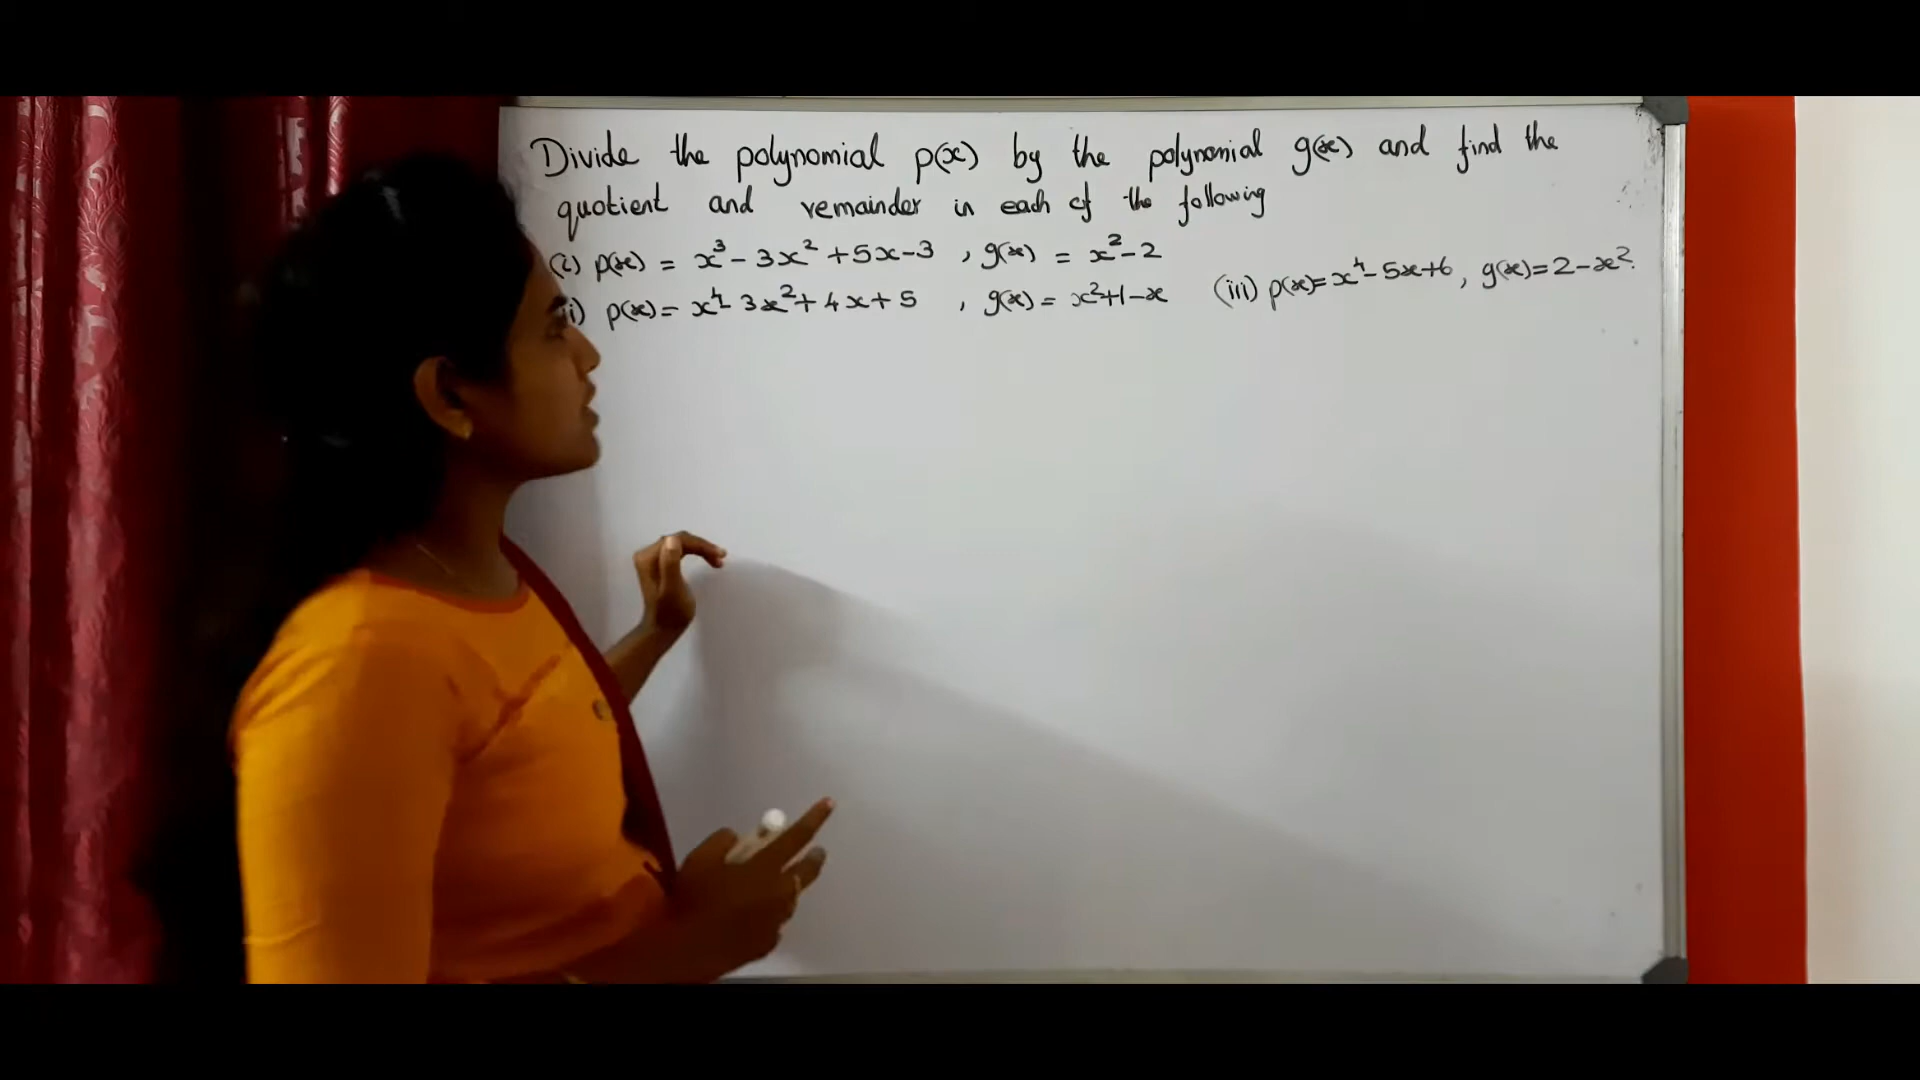 Divide the polynomial p(x) by the polynomial g(x) and find the
quotient and remainder in each of the following
(i) p(x) = x³ - 3x² + 5x - 3 , g(x) = x² - 2
ii) p(x) = x⁴ - 3x² + 4x + 5 , g(x) = x² + 1 - x
(iii) p(x) = x⁴ - 5x + 6 , g(x) = 2 - x².